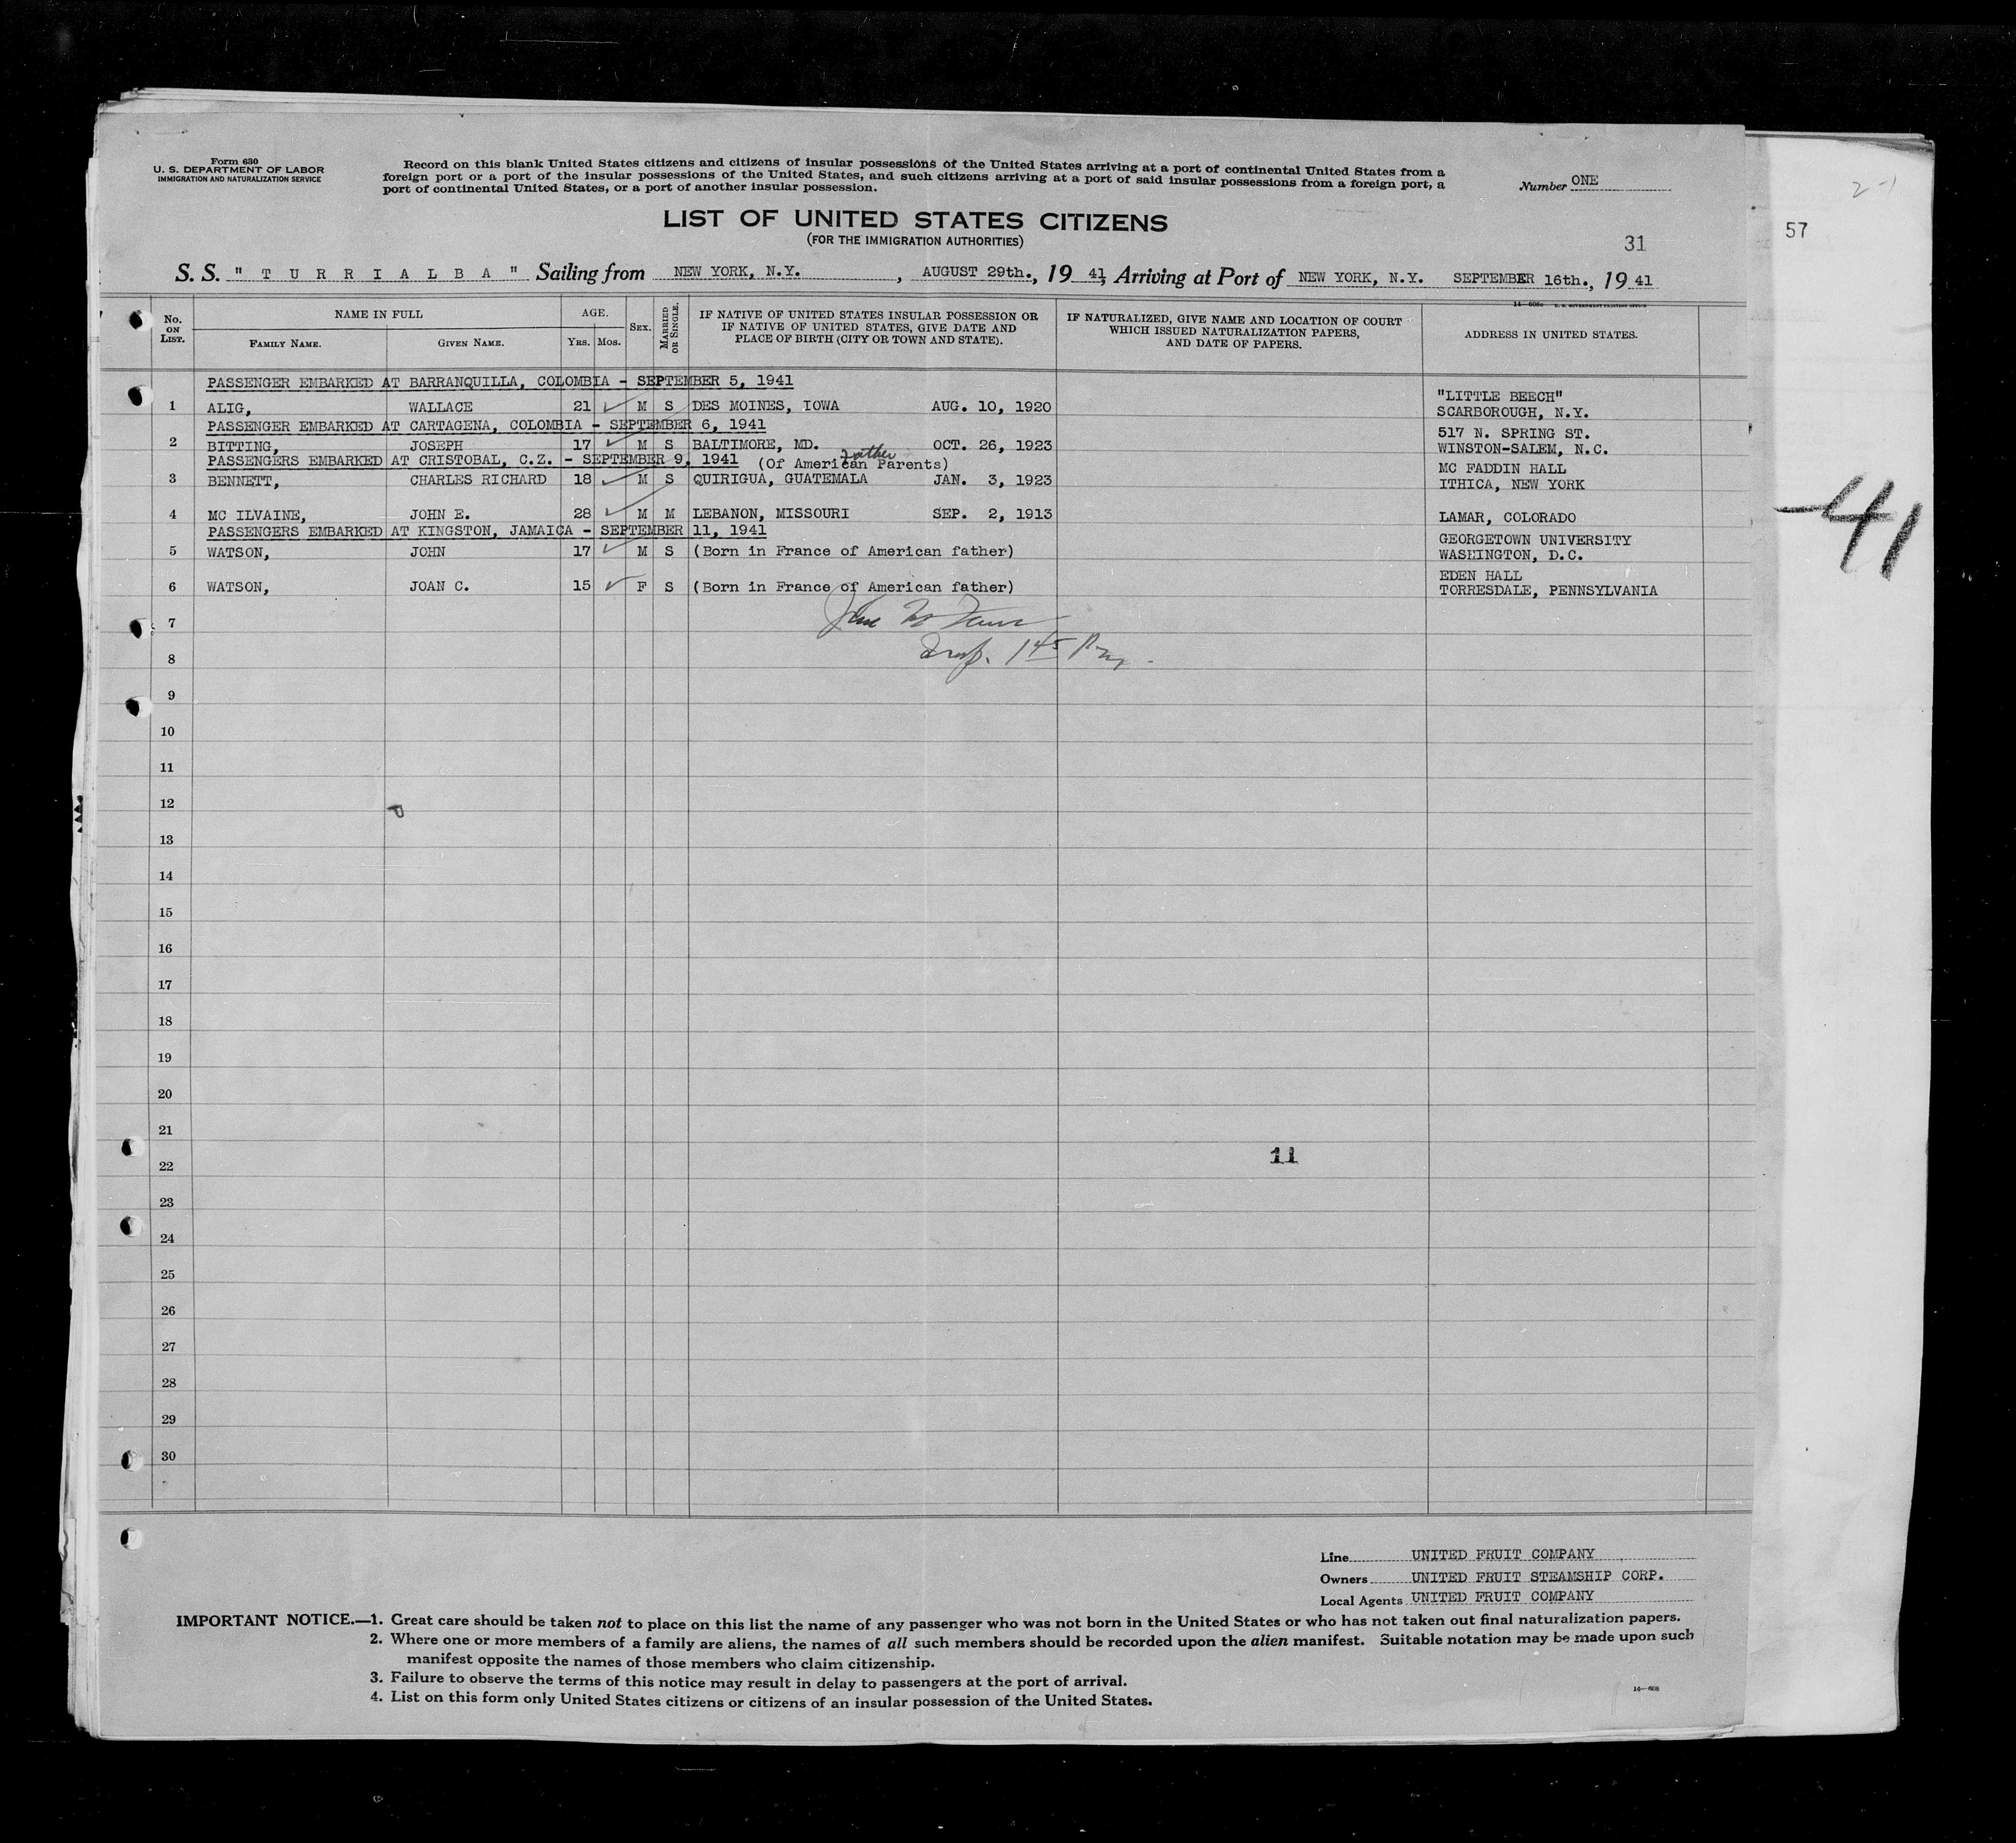 Form 630
U. S. DEPARTMENT OF LABOR
IMMIGRATION AND NATURALIZATION SERVICE
Record on this blank United States citizens and citizens of insular possessions of the United States arriving at a port of continental United States from a
foreign port or a port of the insular possessions of the United States, and such citizens arriving at a port of said insular possessions from a foreign port, a
port of continental United States, or a port of another insular possession.
Number ONE
2-1
57
31
LIST OF UNITED STATES CITIZENS
(FOR THE IMMIGRATION AUTHORITIES)
S. S. " T U R R I A L B A " Sailing from NEW YORK, N.Y. , AUGUST 29th., 19 41, Arriving at Port of NEW YORK, N.Y. SEPTEMBER 16th., 19 41
No. ON LIST.
NAME IN FULL
FAMILY NAME. GIVEN NAME.
AGE.
YRS. MOS.
SEX.
MARRIED OR SINGLE.
IF NATIVE OF UNITED STATES INSULAR POSSESSION OR
IF NATIVE OF UNITED STATES, GIVE DATE AND
PLACE OF BIRTH (CITY OR TOWN AND STATE).
IF NATURALIZED, GIVE NAME AND LOCATION OF COURT
WHICH ISSUED NATURALIZATION PAPERS,
AND DATE OF PAPERS.
ADDRESS IN UNITED STATES.
PASSENGER EMBARKED AT BARRANQUILLA, COLOMBIA - SEPTEMBER 5, 1941
"LITTLE BEECH"
1 ALIG, WALLACE 21 M S DES MOINES, IOWA AUG. 10, 1920 SCARBOROUGH, N.Y.
PASSENGER EMBARKED AT CARTAGENA, COLOMBIA - SEPTEMBER 6, 1941
517 N. SPRING ST.
2 BITTING, JOSEPH 17 M S BALTIMORE, MD. OCT. 26, 1923 WINSTON-SALEM, N.C.
father
PASSENGERS EMBARKED AT CRISTOBAL, C.Z. - SEPTEMBER 9, 1941 (Of American Parents)
MC FADDIN HALL
3 BENNETT, CHARLES RICHARD 18 M S QUIRIGUA, GUATEMALA JAN. 3, 1923 ITHICA, NEW YORK
4 MC ILVAINE, JOHN E. 28 M M LEBANON, MISSOURI SEP. 2, 1913 LAMAR, COLORADO
PASSENGERS EMBARKED AT KINGSTON, JAMAICA - SEPTEMBER 11, 1941
GEORGETOWN UNIVERSITY
5 WATSON, JOHN 17 M S (Born in France of American father) WASHINGTON, D.C.
EDEN HALL
6 WATSON, JOAN C. 15 F S (Born in France of American father) TORRESDALE, PENNSYLVANIA
-41
7
Insp.
8
9
10
11
12
13
14
15
16
17
18
19
20
21
11
22
23
24
25
26
27
28
29
30
Line UNITED FRUIT COMPANY
Owners UNITED FRUIT STEAMSHIP CORP.
Local Agents UNITED FRUIT COMPANY
IMPORTANT NOTICE.—1. Great care should be taken not to place on this list the name of any passenger who was not born in the United States or who has not taken out final naturalization papers.
2. Where one or more members of a family are aliens, the names of all such members should be recorded upon the alien manifest. Suitable notation may be made upon such
manifest opposite the names of those members who claim citizenship.
3. Failure to observe the terms of this notice may result in delay to passengers at the port of arrival.
4. List on this form only United States citizens or citizens of an insular possession of the United States.